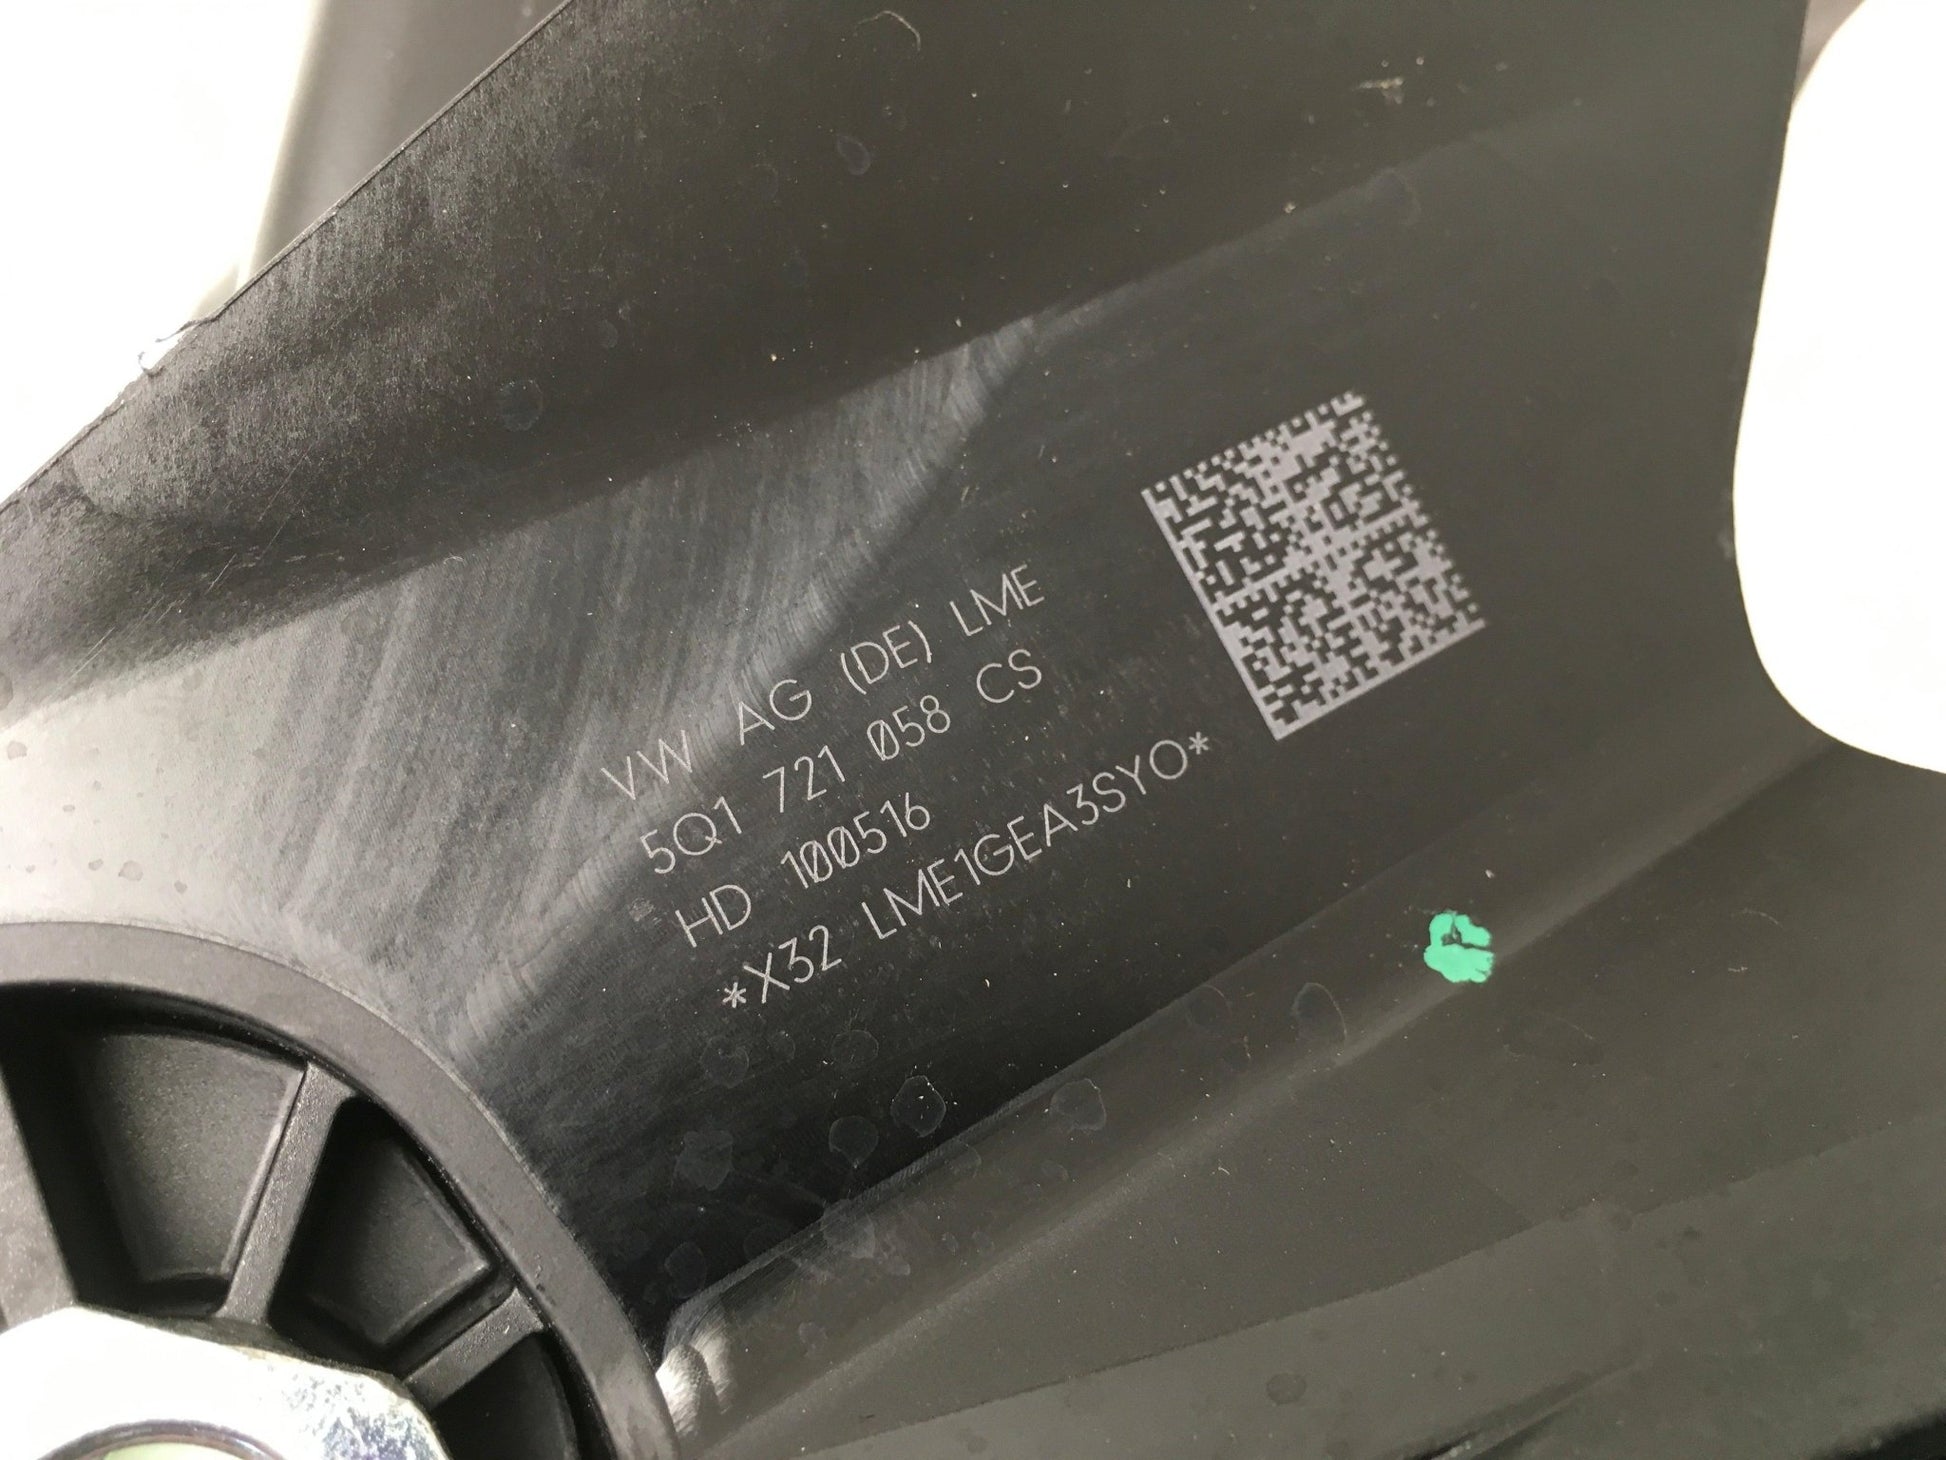 VW AG (DE) LME
5Q1 721 058 CS
HD 100516
*X32 LME1GEA3SYO*